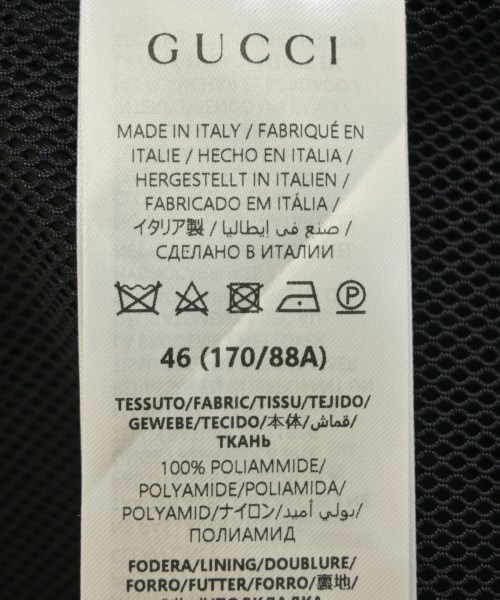 GUCCI
MADE IN ITALY / FABRIQUÉ EN
ITALIE / HECHO EN ITALIA /
HERGESTELLT IN ITALIEN /
FABRICADO EM ITÁLIA /
イタリア製 / صنع في إيطاليا /
СДЕЛАНО В ИТАЛИИ
P
46 (170/88A)
TESSUTO/FABRIC/TISSU/TEJIDO/
GEWEBE/TECIDO/本体/قماش/
ТКАНЬ
100% POLIAMMIDE/
POLYAMIDE/POLIAMIDA/
POLYAMID/ナイロン/بولي أميد/
ПОЛИАМИД
FODERA/LINING/DOUBLURE/
FORRO/FUTTER/FORRO/裏地/